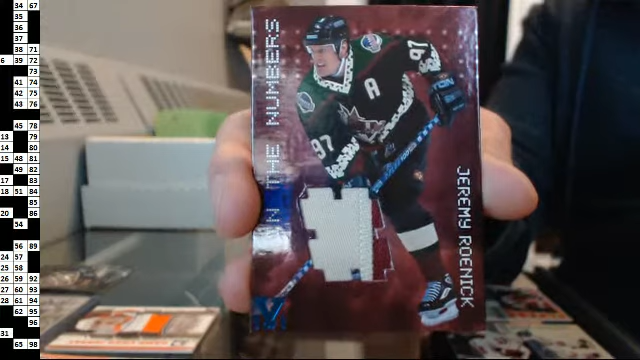 34 67
35
36
37
38 71
6 39 72
73
41 74
42 75
43 76
45 78
13 79
14 80
15 48 81
49 82
17 83
18 51 84
85
20 86
54
56 89
24 57
25 58
26 59 92
27 60 93
28 61 94
62 95
96
31
65 98
IN THE NUMBERS
JEREMY ROENICK
97
A
97